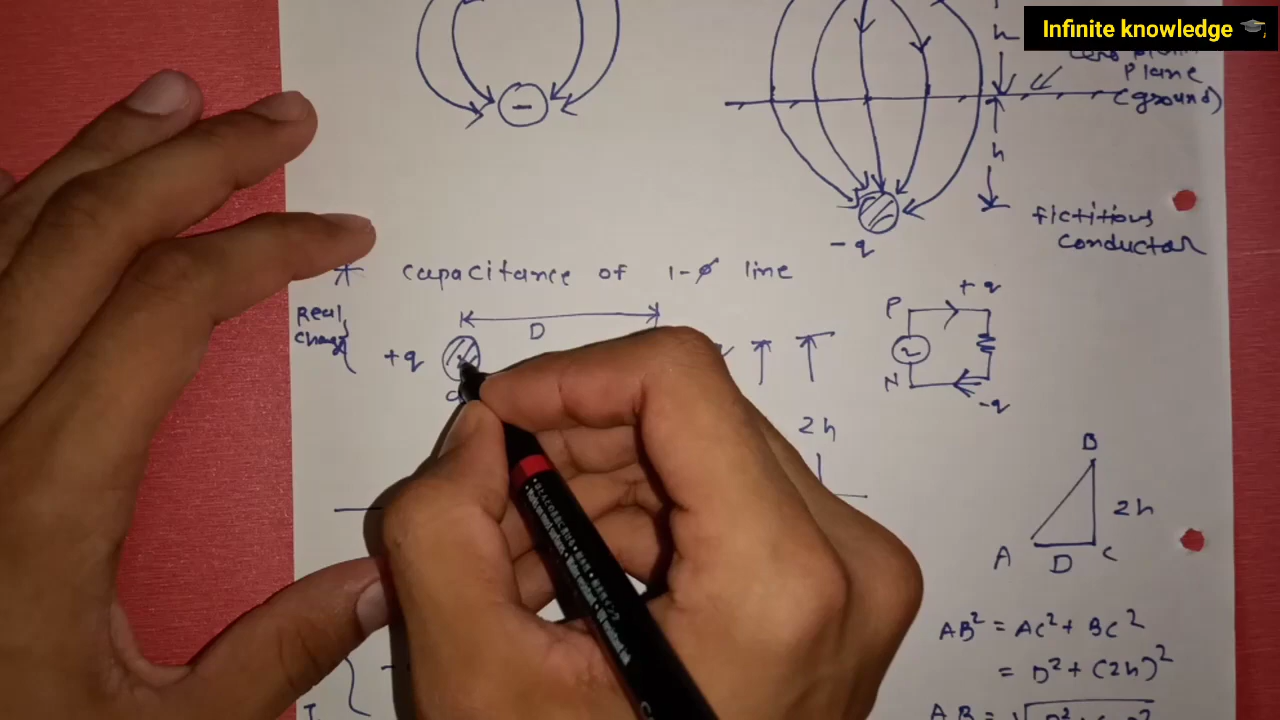 Infinite knowledge
h
Plane
(ground)
h
fictitious
conductor
-q
* capacitance of 1-ϕ line
Real
charge
D
+q
P
+q
N
-q
2h
B
2h
A
D
C
AB² = AC² + BC²
= D² + (2h)²